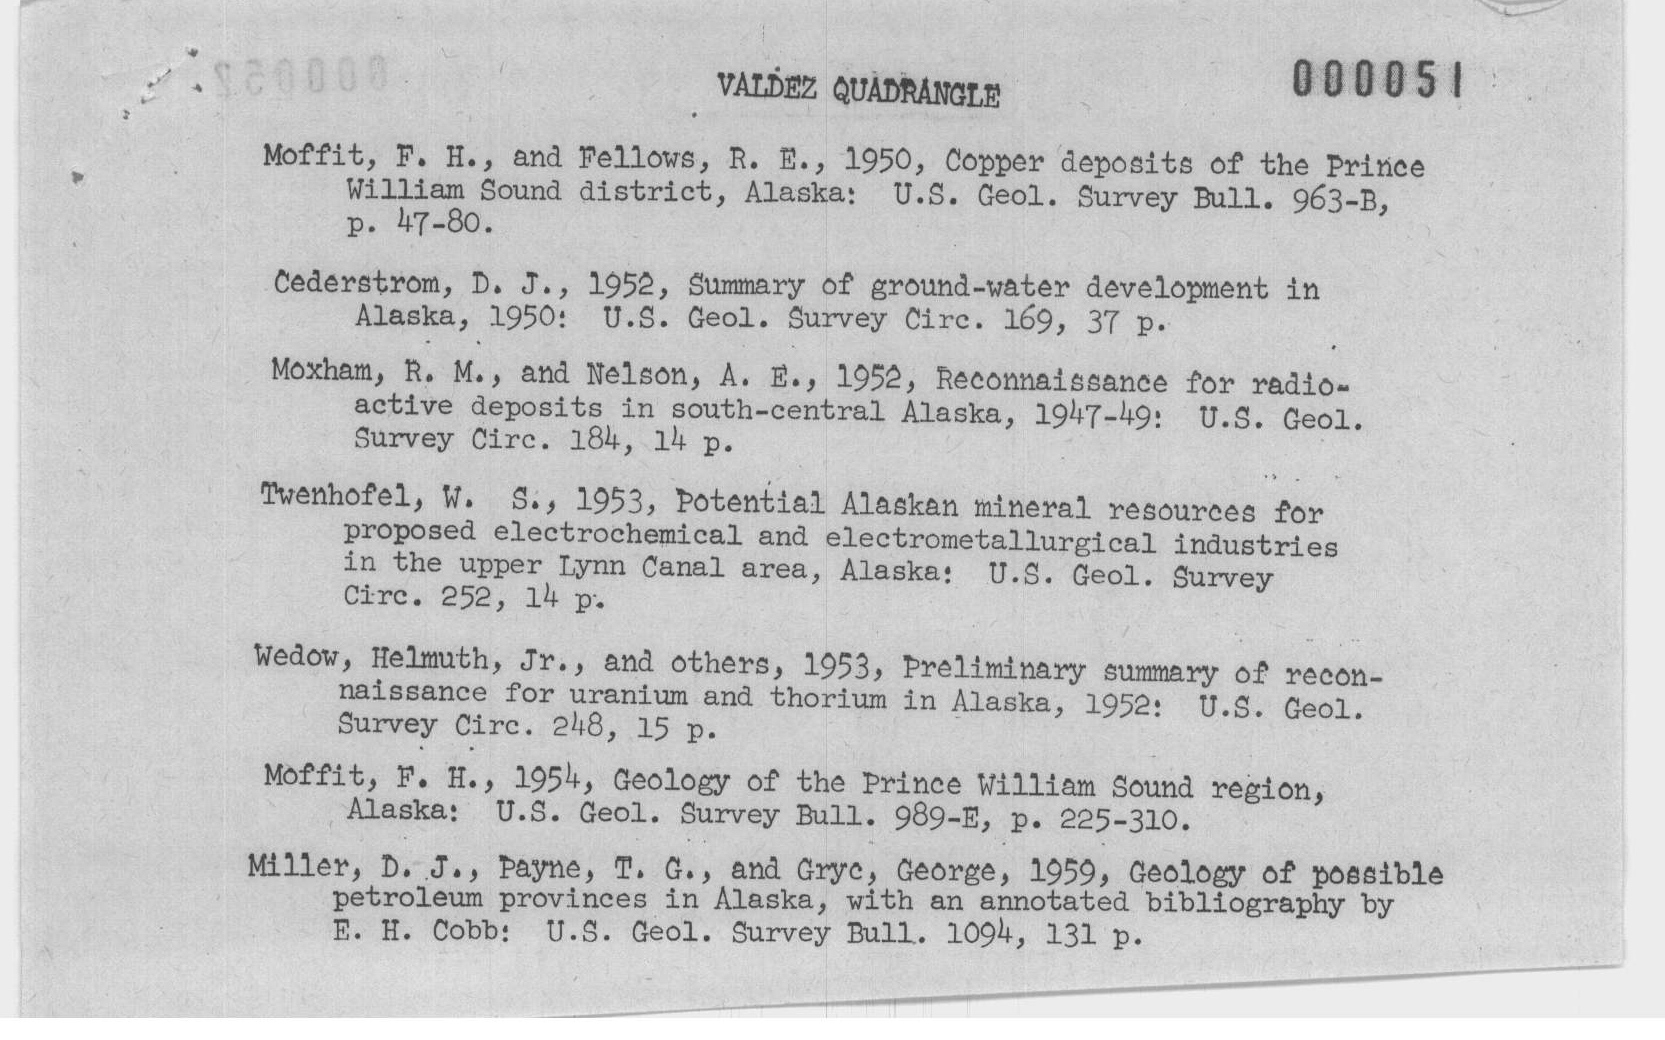 VALDEZ QUADRANGLE
000051
Moffit, F. H., and Fellows, R. E., 1950, Copper deposits of the Prince
William Sound district, Alaska: U.S. Geol. Survey Bull. 963-B,
p. 47-80.
Cederstrom, D. J., 1952, Summary of ground-water development in
Alaska, 1950: U.S. Geol. Survey Circ. 169, 37 p.
Moxham, R. M., and Nelson, A. E., 1952, Reconnaissance for radio-
active deposits in south-central Alaska, 1947-49: U.S. Geol.
Survey Circ. 184, 14 p.
Twenhofel, W. S., 1953, Potential Alaskan mineral resources for
proposed electrochemical and electrometallurgical industries
in the upper Lynn Canal area, Alaska: U.S. Geol. Survey
Circ. 252, 14 p.
Wedow, Helmuth, Jr., and others, 1953, Preliminary summary of recon-
naissance for uranium and thorium in Alaska, 1952: U.S. Geol.
Survey Circ. 248, 15 p.
Moffit, F. H., 1954, Geology of the Prince William Sound region,
Alaska: U.S. Geol. Survey Bull. 989-E, p. 225-310.
Miller, D. J., Payne, T. G., and Gryc, George, 1959, Geology of possible
petroleum provinces in Alaska, with an annotated bibliography by
E. H. Cobb: U.S. Geol. Survey Bull. 1094, 131 p.